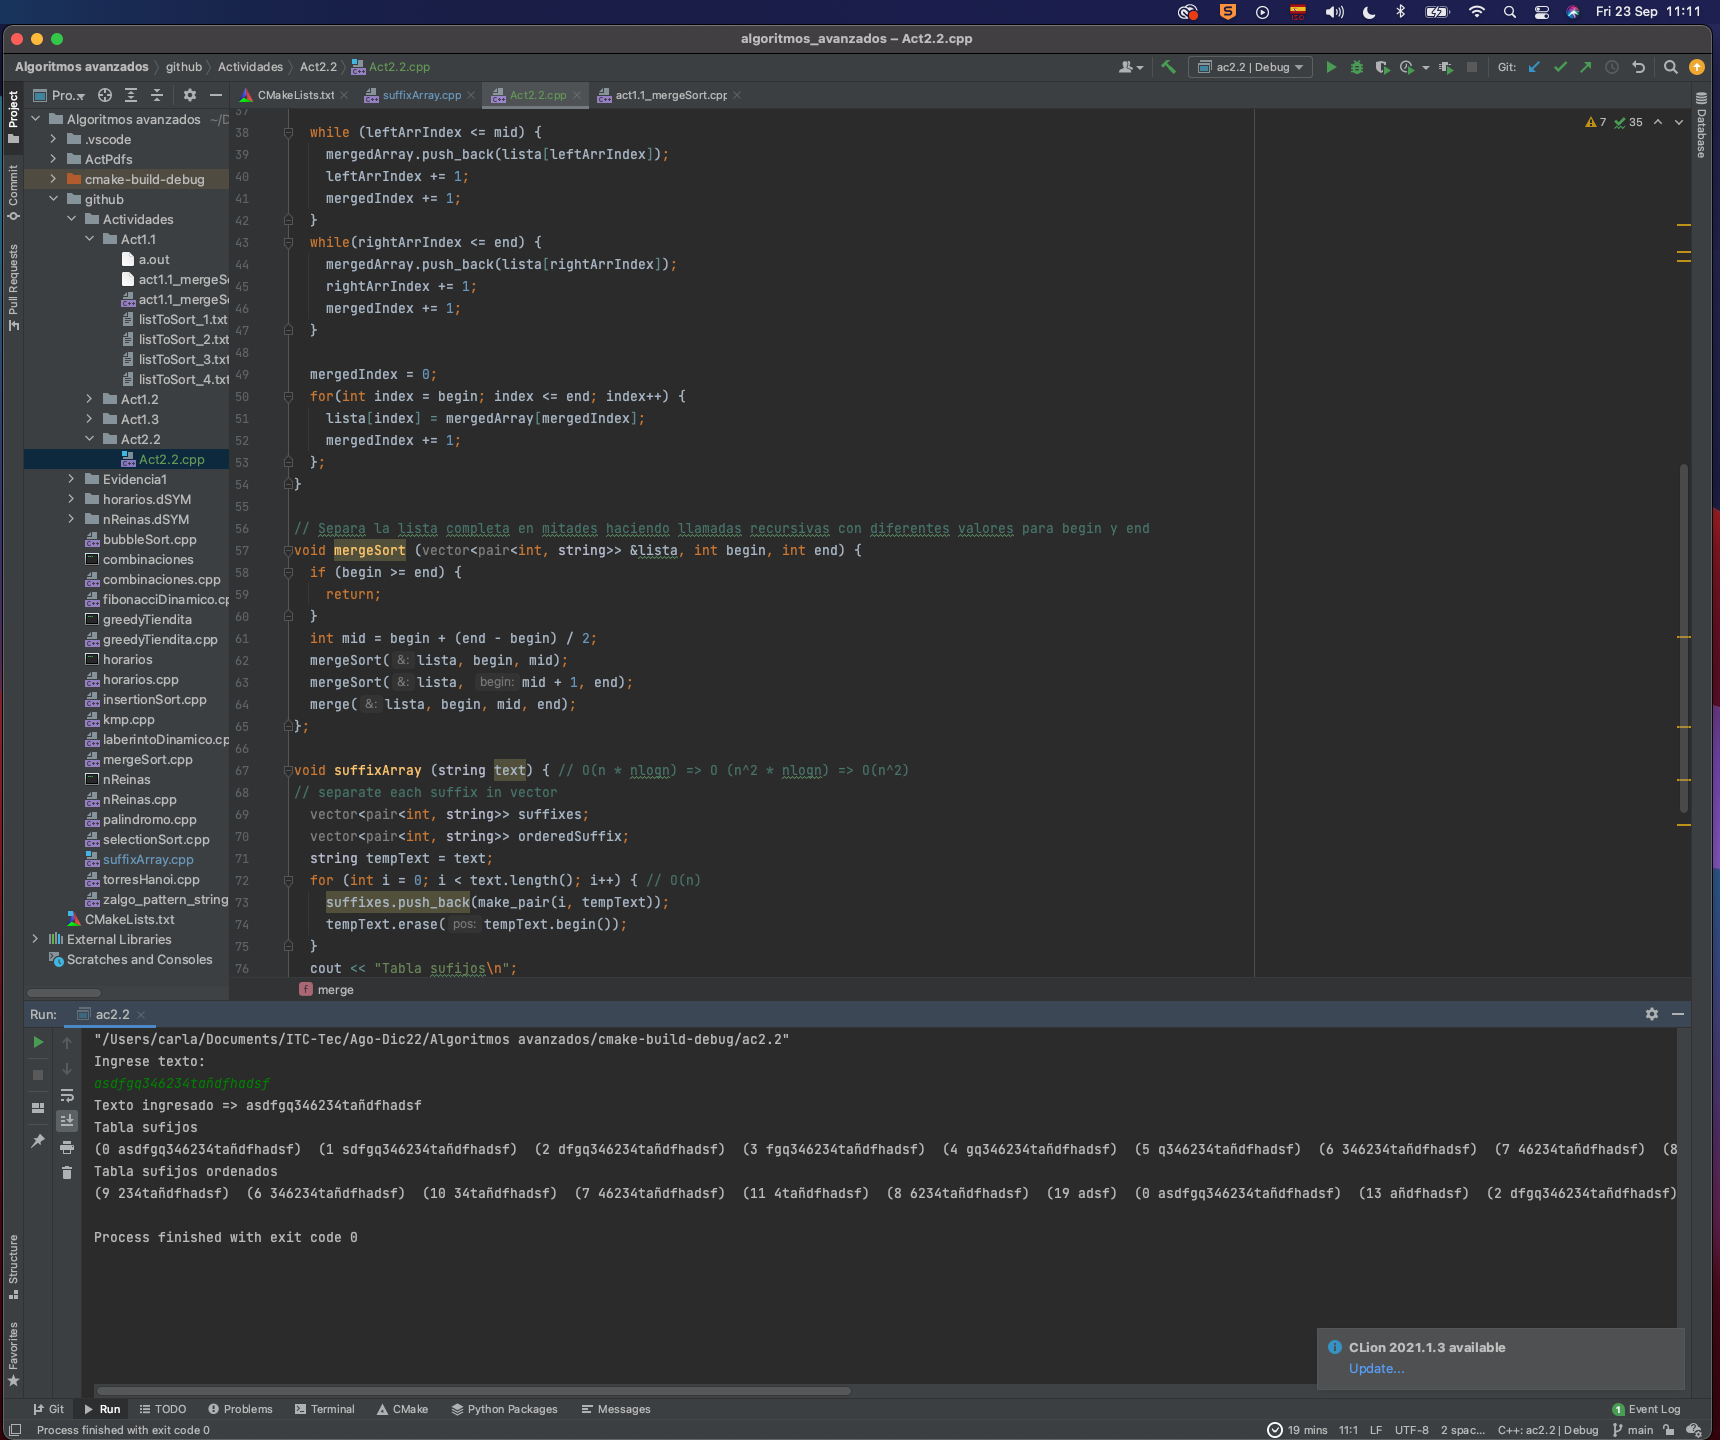 Fri 23 Sep 11:11
algoritmos_avanzados – Act2.2.cpp
Algoritmos avanzados github Actividades Act2.2 Act2.2.cpp
ac2.2 | Debug Git:
Pro... CMakeLists.txt suffixArray.cpp Act2.2.cpp act1.1_mergeSort.cpp
Project
Commit
Pull Requests
Structure
Favorites
Database
7 35
Algoritmos avanzados ~/D
.vscode
ActPdfs
cmake-build-debug
github
Actividades
Act1.1
a.out
act1.1_mergeSo
act1.1_mergeSo
listToSort_1.txt
listToSort_2.txt
listToSort_3.txt
listToSort_4.txt
Act1.2
Act1.3
Act2.2
Act2.2.cpp
Evidencia1
horarios.dSYM
nReinas.dSYM
bubbleSort.cpp
combinaciones
combinaciones.cpp
fibonacciDinamico.cp
greedyTiendita
greedyTiendita.cpp
horarios
horarios.cpp
insertionSort.cpp
kmp.cpp
laberintoDinamico.cp
mergeSort.cpp
nReinas
nReinas.cpp
palindromo.cpp
selectionSort.cpp
suffixArray.cpp
torresHanoi.cpp
zalgo_pattern_string
CMakeLists.txt
External Libraries
Scratches and Consoles
37
38 while (leftArrIndex <= mid) {
39 mergedArray.push_back(lista[leftArrIndex]);
40 leftArrIndex += 1;
41 mergedIndex += 1;
42 }
43 while(rightArrIndex <= end) {
44 mergedArray.push_back(lista[rightArrIndex]);
45 rightArrIndex += 1;
46 mergedIndex += 1;
47 }
48
49 mergedIndex = 0;
50 for(int index = begin; index <= end; index++) {
51 lista[index] = mergedArray[mergedIndex];
52 mergedIndex += 1;
53 };
54 }
55
56 // Separa la lista completa en mitades haciendo llamadas recursivas con diferentes valores para begin y end
57 void mergeSort (vector<pair<int, string>> &lista, int begin, int end) {
58 if (begin >= end) {
59 return;
60 }
61 int mid = begin + (end - begin) / 2;
62 mergeSort( &: lista, begin, mid);
63 mergeSort( &: lista, begin: mid + 1, end);
64 merge( &: lista, begin, mid, end);
65 };
66
67 void suffixArray (string text) { // O(n * nlogn) => O (n^2 * nlogn) => O(n^2)
68 // separate each suffix in vector
69 vector<pair<int, string>> suffixes;
70 vector<pair<int, string>> orderedSuffix;
71 string tempText = text;
72 for (int i = 0; i < text.length(); i++) { // O(n)
73 suffixes.push_back(make_pair(i, tempText));
74 tempText.erase( pos: tempText.begin());
75 }
76 cout << "Tabla sufijos\n";
f merge
Run: ac2.2
"/Users/carla/Documents/ITC-Tec/Ago-Dic22/Algoritmos avanzados/cmake-build-debug/ac2.2"
Ingrese texto:
asdfgq346234tañdfhadsf
Texto ingresado => asdfgq346234tañdfhadsf
Tabla sufijos
(0 asdfgq346234tañdfhadsf) (1 sdfgq346234tañdfhadsf) (2 dfgq346234tañdfhadsf) (3 fgq346234tañdfhadsf) (4 gq346234tañdfhadsf) (5 q346234tañdfhadsf) (6 346234tañdfhadsf) (7 46234tañdfhadsf) (8
Tabla sufijos ordenados
(9 234tañdfhadsf) (6 346234tañdfhadsf) (10 34tañdfhadsf) (7 46234tañdfhadsf) (11 4tañdfhadsf) (8 6234tañdfhadsf) (19 adsf) (0 asdfgq346234tañdfhadsf) (13 añdfhadsf) (2 dfgq346234tañdfhadsf)
Process finished with exit code 0
CLion 2021.1.3 available
Update...
Git Run TODO Problems Terminal CMake Python Packages Messages 1 Event Log
Process finished with exit code 0 19 mins 11:1 LF UTF-8 2 spac... C++: ac2.2 | Debug main